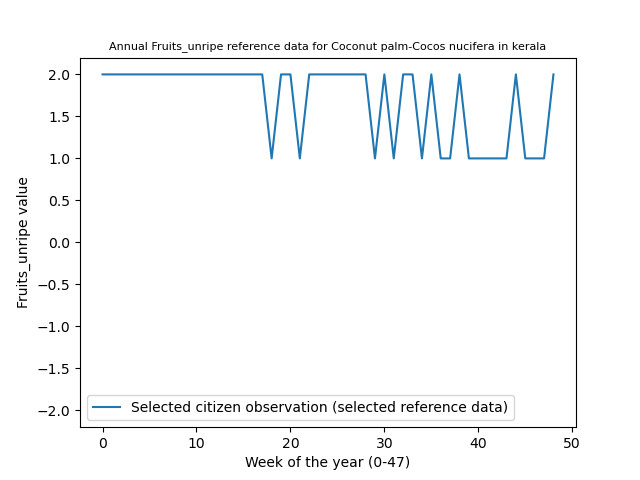 Annual Fruits_unripe reference data for Coconut palm-Cocos nucifera in kerala
2.0
1.5
1.0
0.5
0.0
−0.5
−1.0
−1.5
−2.0
Fruits_unripe value
Selected citizen observation (selected reference data)
0 10 20 30 40 50
Week of the year (0-47)